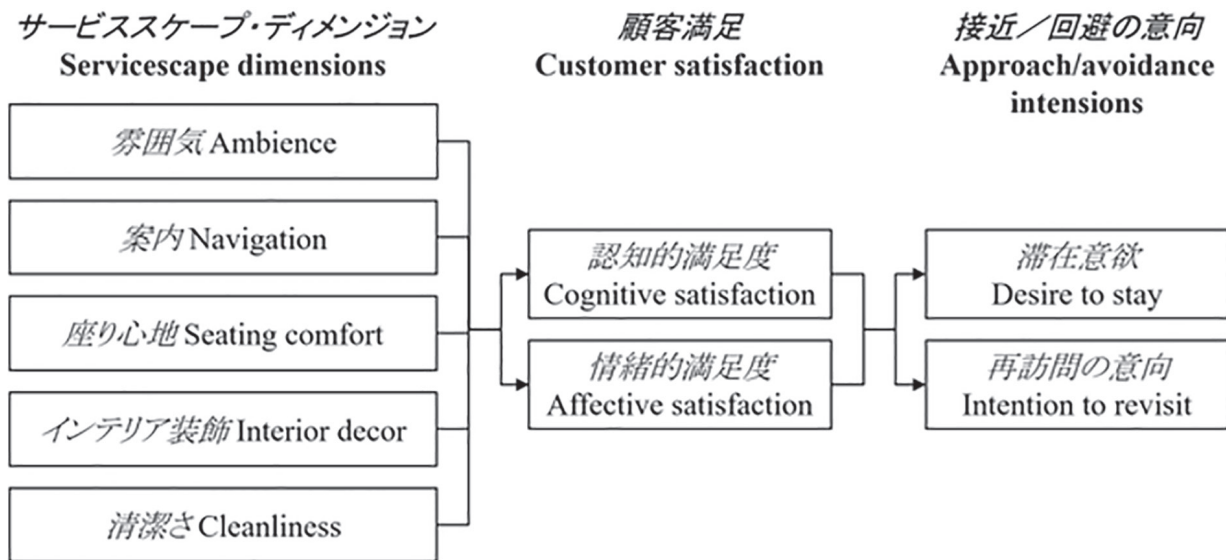 サービススケープ・ディメンジョン
Servicescape dimensions
雰囲気 Ambience
案内 Navigation
座り心地 Seating comfort
インテリア装飾 Interior decor
清潔さ Cleanliness
顧客満足
Customer satisfaction
認知的満足度
Cognitive satisfaction
情緒的満足度
Affective satisfaction
接近／回避の意向
Approach/avoidance
intensions
滞在意欲
Desire to stay
再訪問の意向
Intention to revisit